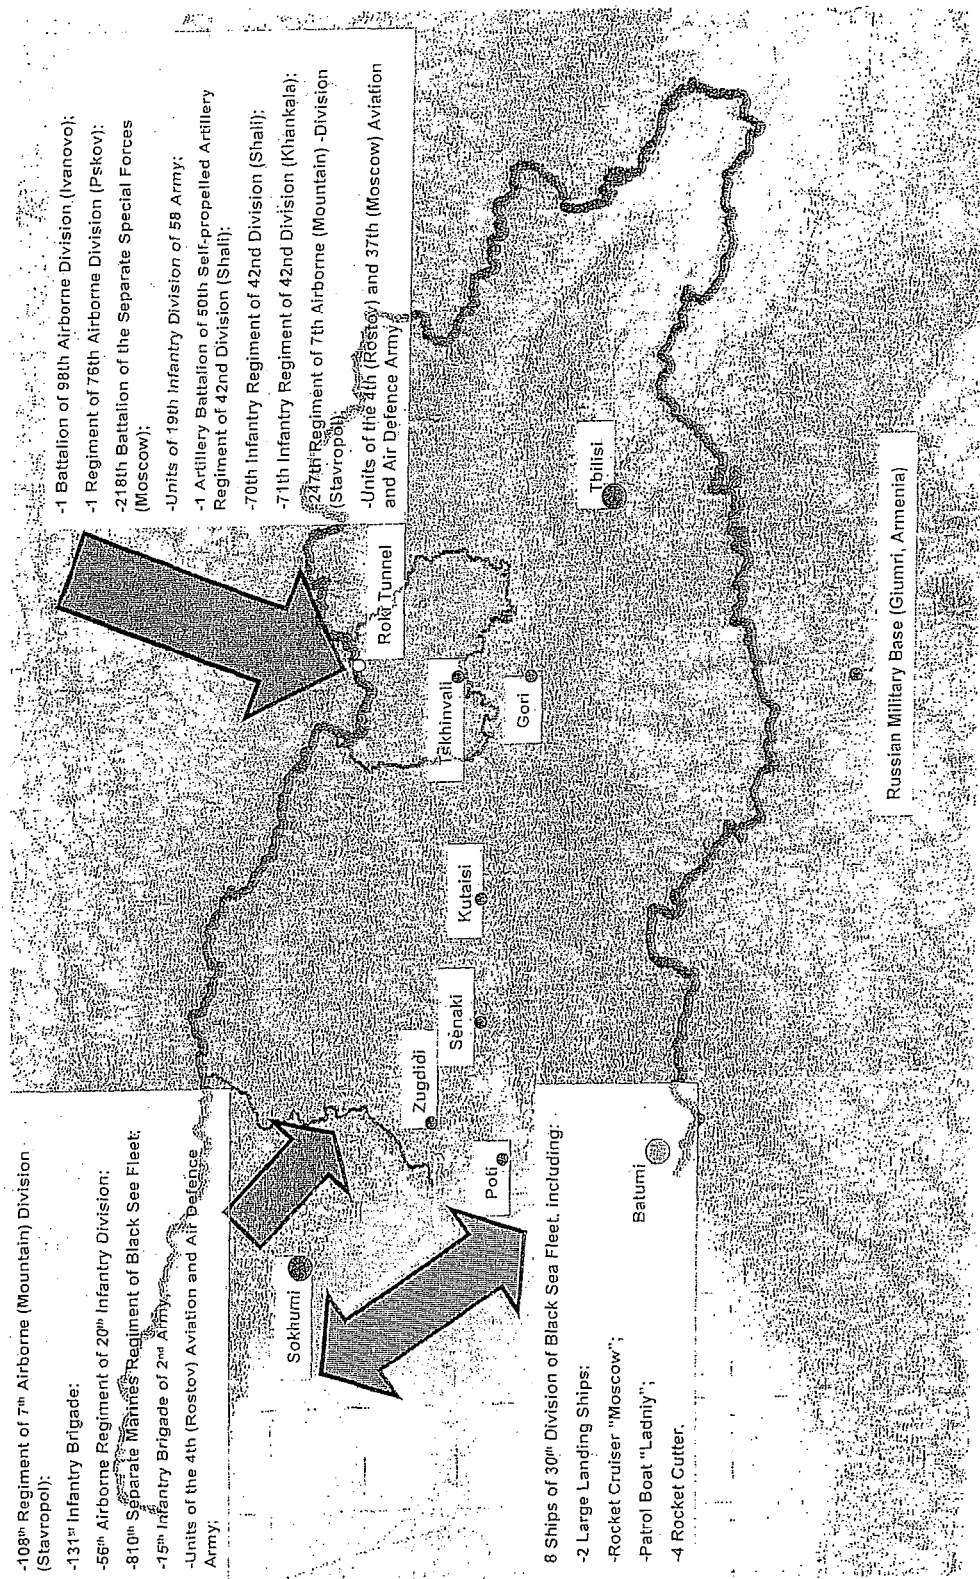 -108th Regiment of 7th Airborne (Mountain) Division
(Stavropol);
-131st Infantry Brigade;
-56th Airborne Regiment of 20th Infantry Division;
-810th Separate Marines Regiment of Black See Fleet;
-15th Infantry Brigade of 2nd Army;
-Units of the 4th (Rostov) Aviation and Air Defence
Army;
-1 Battalion of 98th Airborne Division (Ivanovo);
-1 Regiment of 76th Airborne Division (Pskov);
-218th Battalion of the Separate Special Forces
(Moscow);
-Units of 19th Infantry Division of 58 Army;
-1 Artillery Battalion of 50th Self-propelled Artillery
Regiment of 42nd Division (Shali);
-70th Infantry Regiment of 42nd Division (Shali);
-71th Infantry Regiment of 42nd Division (Khankala);
-247th Regiment of 7th Airborne (Mountain) -Division
(Stavropol);
-Units of the 4th (Rostov) and 37th (Moscow) Aviation
and Air Defence Army
Roki Tunnel
Sokhumi
Zugdidi
Senaki
Kutaisi
Tskhinvali
Gori
Tbilisi
Poti
Batumi
8 Ships of 30th Division of Black Sea Fleet, including:
-2 Large Landing Ships;
-Rocket Cruiser "Moscow";
-Patrol Boat "Ladniy";
-4 Rocket Cutter.
Russian Military Base (Giumri, Armenia)